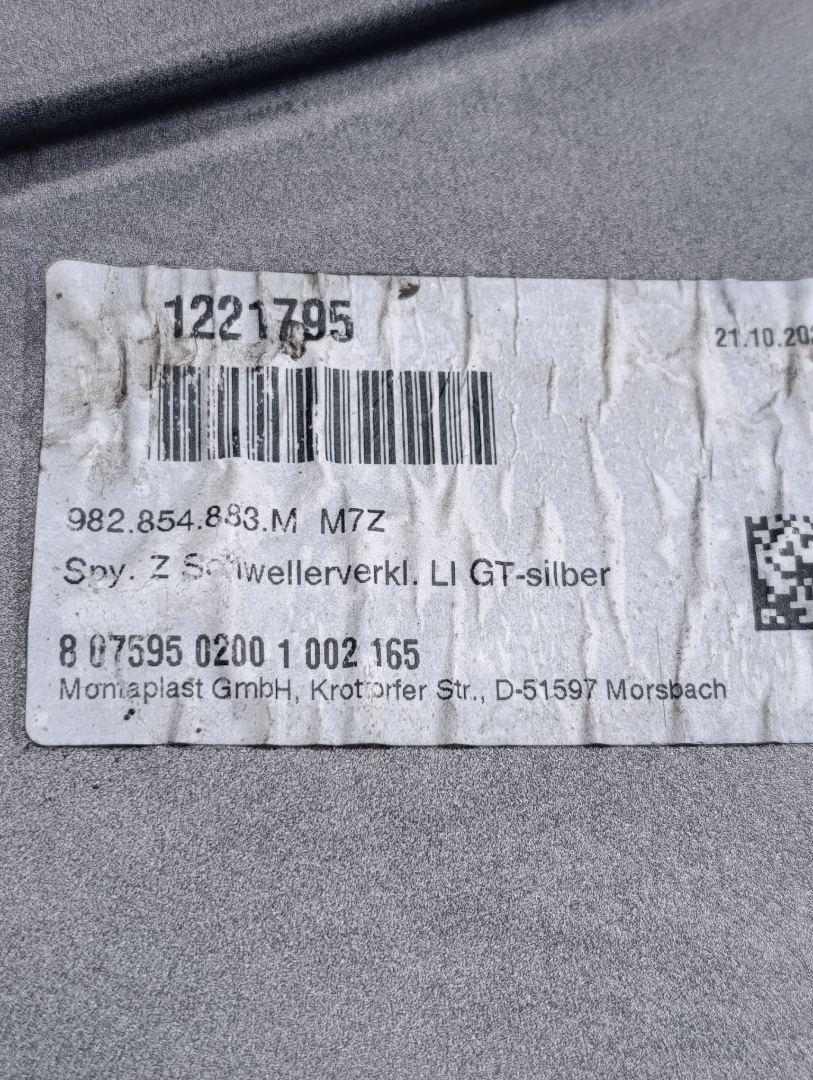 1221795
21.10.20
982.854.883.M M7Z
Spy. Z Schwellerverkl. LI GT-silber
8 07595 0200 1 002 165
Montaplast GmbH, Krottorfer Str., D-51597 Morsbach